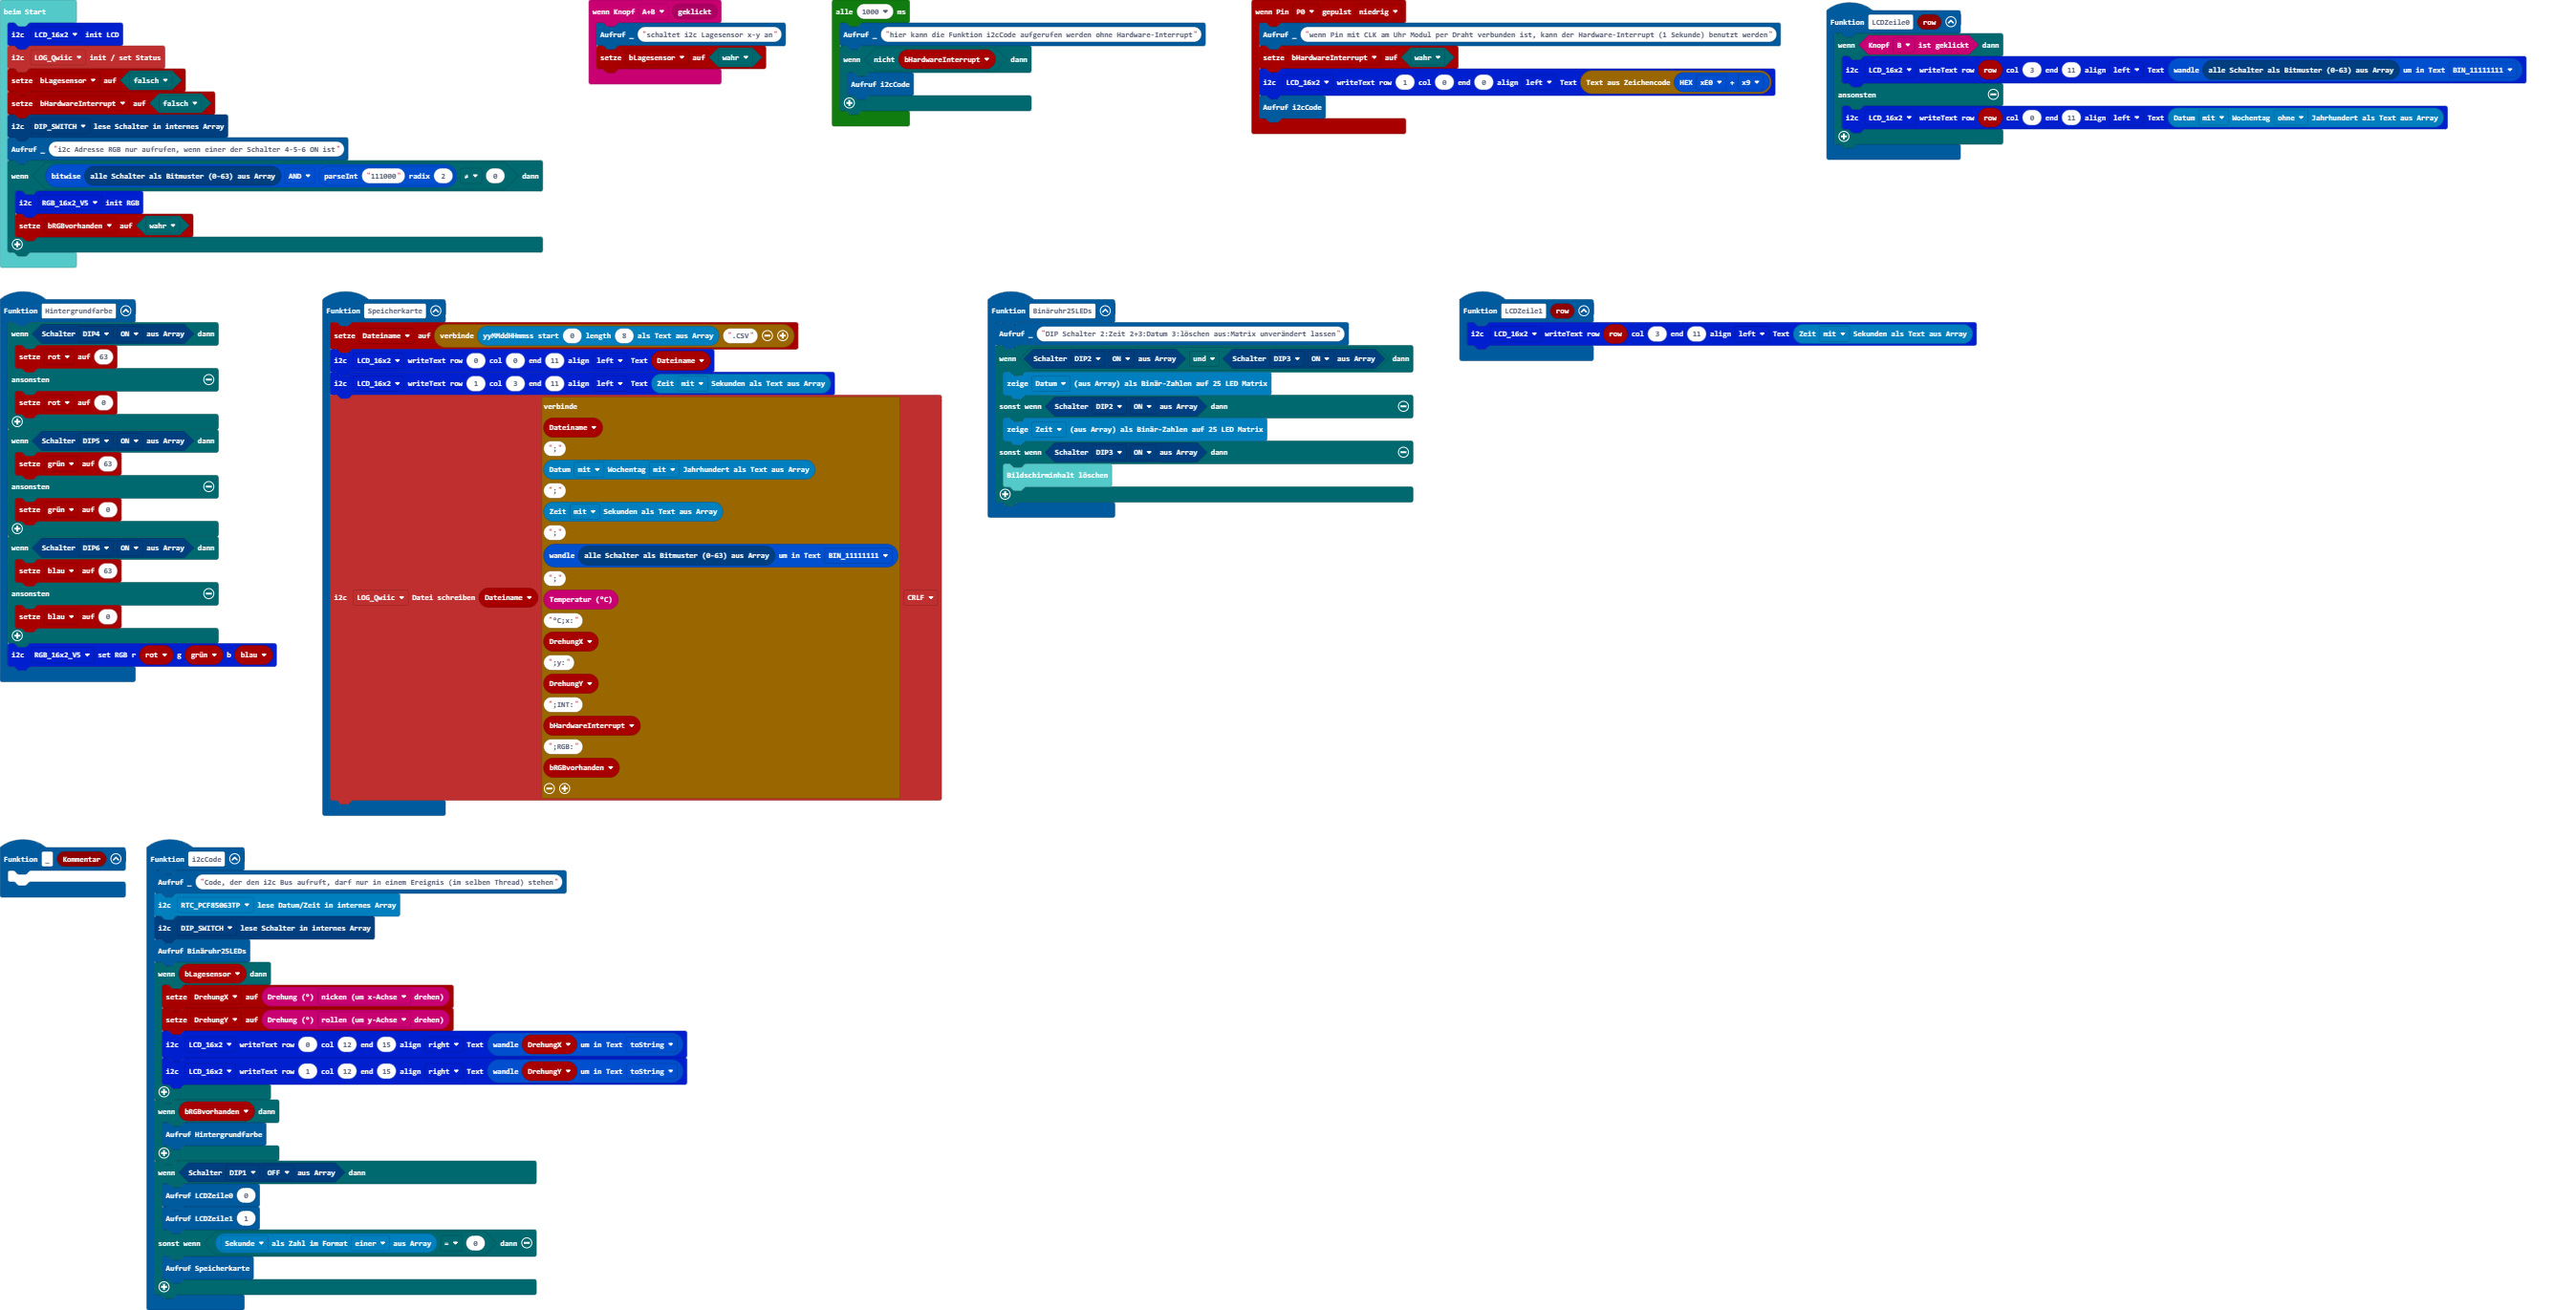 beim Start
i2c LCD_16x2 init LCD
i2c LOG_Qwiic init / set Status
setze bLagesensor auf falsch
setze bHardwareInterrupt auf falsch
i2c DIP_SWITCH lese Schalter in internes Array
Aufruf _ "i2c Adresse RGB nur aufrufen, wenn einer der Schalter 4-5-6 ON ist"
wenn bitwise alle Schalter als Bitmuster (0-63) aus Array AND parseInt "111000" radix 2 ≠ 0 dann
i2c RGB_16x2_V5 init RGB
setze bRGBvorhanden auf wahr
wenn Knopf A+B geklickt
Aufruf _ "schaltet i2c Lagesensor x-y an"
setze bLagesensor auf wahr
alle 1000 ms
Aufruf _ "hier kann die Funktion i2cCode aufgerufen werden ohne Hardware-Interrupt"
wenn nicht bHardwareInterrupt dann
Aufruf i2cCode
wenn Pin P0 gepulst niedrig
Aufruf _ "wenn Pin mit CLK am Uhr Modul per Draht verbunden ist, kann der Hardware-Interrupt (1 Sekunde) benutzt werden"
setze bHardwareInterrupt auf wahr
i2c LCD_16x2 writeText row 1 col 0 end 0 align left Text Text aus Zeichencode HEX xE0 + x9
Aufruf i2cCode
Funktion LCDZeile0 row
wenn Knopf B ist geklickt dann
i2c LCD_16x2 writeText row row col 3 end 11 align left Text wandle alle Schalter als Bitmuster (0-63) aus Array um in Text BIN_11111111
ansonsten
i2c LCD_16x2 writeText row row col 0 end 11 align left Text Datum mit Wochentag ohne Jahrhundert als Text aus Array
Funktion Hintergrundfarbe
wenn Schalter DIP4 ON aus Array dann
setze rot auf 63
ansonsten
setze rot auf 0
wenn Schalter DIP5 ON aus Array dann
setze grün auf 63
ansonsten
setze grün auf 0
wenn Schalter DIP6 ON aus Array dann
setze blau auf 63
ansonsten
setze blau auf 0
i2c RGB_16x2_V5 set RGB r rot g grün b blau
Funktion Speicherkarte
setze Dateiname auf verbinde yyMMddHHmmss start 0 length 8 als Text aus Array ".CSV"
i2c LCD_16x2 writeText row 0 col 0 end 11 align left Text Dateiname
i2c LCD_16x2 writeText row 1 col 3 end 11 align left Text Zeit mit Sekunden als Text aus Array
verbinde
Dateiname
";"
Datum mit Wochentag mit Jahrhundert als Text aus Array
";"
Zeit mit Sekunden als Text aus Array
";"
wandle alle Schalter als Bitmuster (0-63) aus Array um in Text BIN_11111111
";"
i2c LOG_Qwiic Datei schreiben Dateiname Temperatur (°C) CRLF
"°C;x:"
DrehungX
";y:"
DrehungY
";INT:"
bHardwareInterrupt
";RGB:"
bRGBvorhanden
Funktion Binäruhr25LEDs
Aufruf _ "DIP Schalter 2:Zeit 2+3:Datum 3:löschen aus:Matrix unverändert lassen"
wenn Schalter DIP2 ON aus Array und Schalter DIP3 ON aus Array dann
zeige Datum (aus Array) als Binär-Zahlen auf 25 LED Matrix
sonst wenn Schalter DIP2 ON aus Array dann
zeige Zeit (aus Array) als Binär-Zahlen auf 25 LED Matrix
sonst wenn Schalter DIP3 ON aus Array dann
Bildschirminhalt löschen
Funktion LCDZeile1 row
i2c LCD_16x2 writeText row row col 3 end 11 align left Text Zeit mit Sekunden als Text aus Array
Funktion _ Kommentar
Funktion i2cCode
Aufruf _ "Code, der den i2c Bus aufruft, darf nur in einem Ereignis (im selben Thread) stehen"
i2c RTC_PCF85063TP lese Datum/Zeit in internes Array
i2c DIP_SWITCH lese Schalter in internes Array
Aufruf Binäruhr25LEDs
wenn bLagesensor dann
setze DrehungX auf Drehung (°) nicken (um x-Achse drehen)
setze DrehungY auf Drehung (°) rollen (um y-Achse drehen)
i2c LCD_16x2 writeText row 0 col 12 end 15 align right Text wandle DrehungX um in Text toString
i2c LCD_16x2 writeText row 1 col 12 end 15 align right Text wandle DrehungY um in Text toString
wenn bRGBvorhanden dann
Aufruf Hintergrundfarbe
wenn Schalter DIP1 OFF aus Array dann
Aufruf LCDZeile0 0
Aufruf LCDZeile1 1
sonst wenn Sekunde als Zahl im Format einer aus Array = 0 dann
Aufruf Speicherkarte